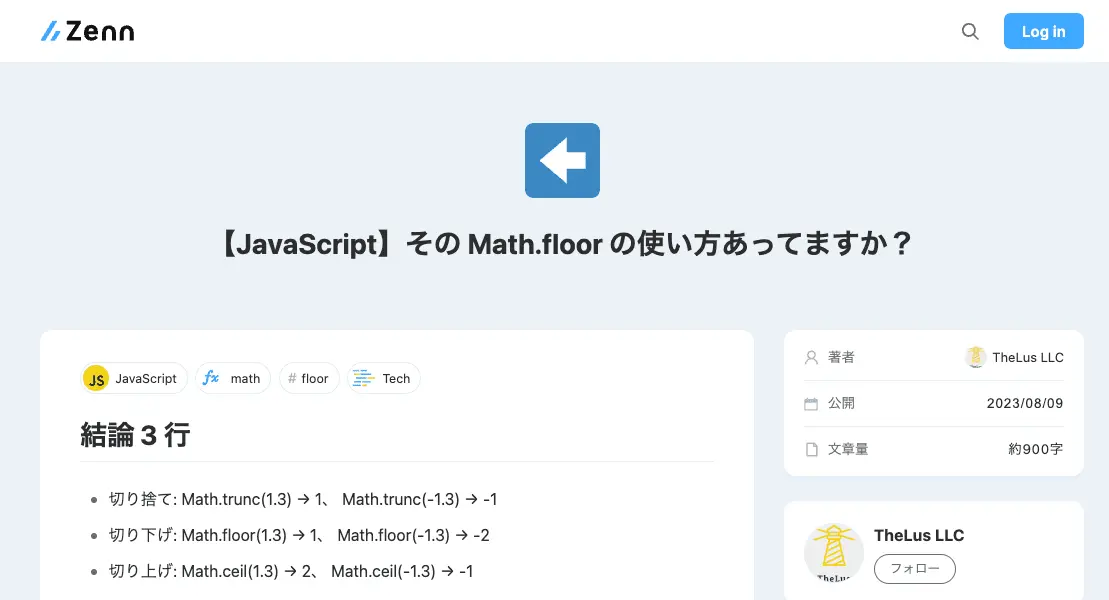 Zenn
Log in
【JavaScript】その Math.floor の使い方あってますか？
JS JavaScript
fx math
# floor
Tech
結論 3 行
• 切り捨て: Math.trunc(1.3) → 1、 Math.trunc(-1.3) → -1
• 切り下げ: Math.floor(1.3) → 1、 Math.floor(-1.3) → -2
• 切り上げ: Math.ceil(1.3) → 2、 Math.ceil(-1.3) → -1
著者 TheLus LLC
公開 2023/08/09
文章量 約900字
TheLus
TheLus LLC
フォロー